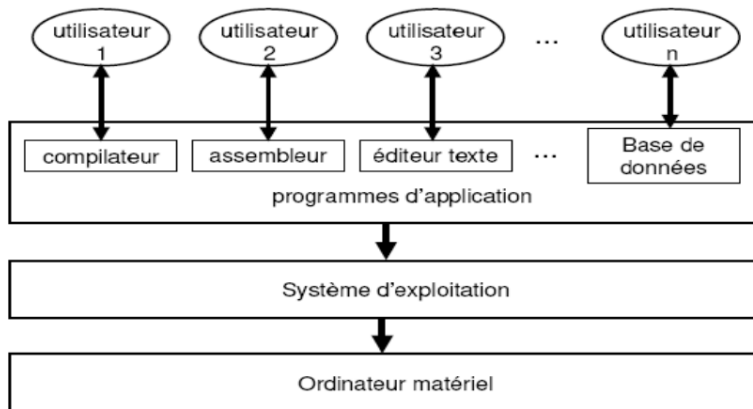 utilisateur
1
utilisateur
2
utilisateur
3
...
utilisateur
n
compilateur
assembleur
éditeur texte
...
Base de
données
programmes d'application
Système d'exploitation
Ordinateur matériel